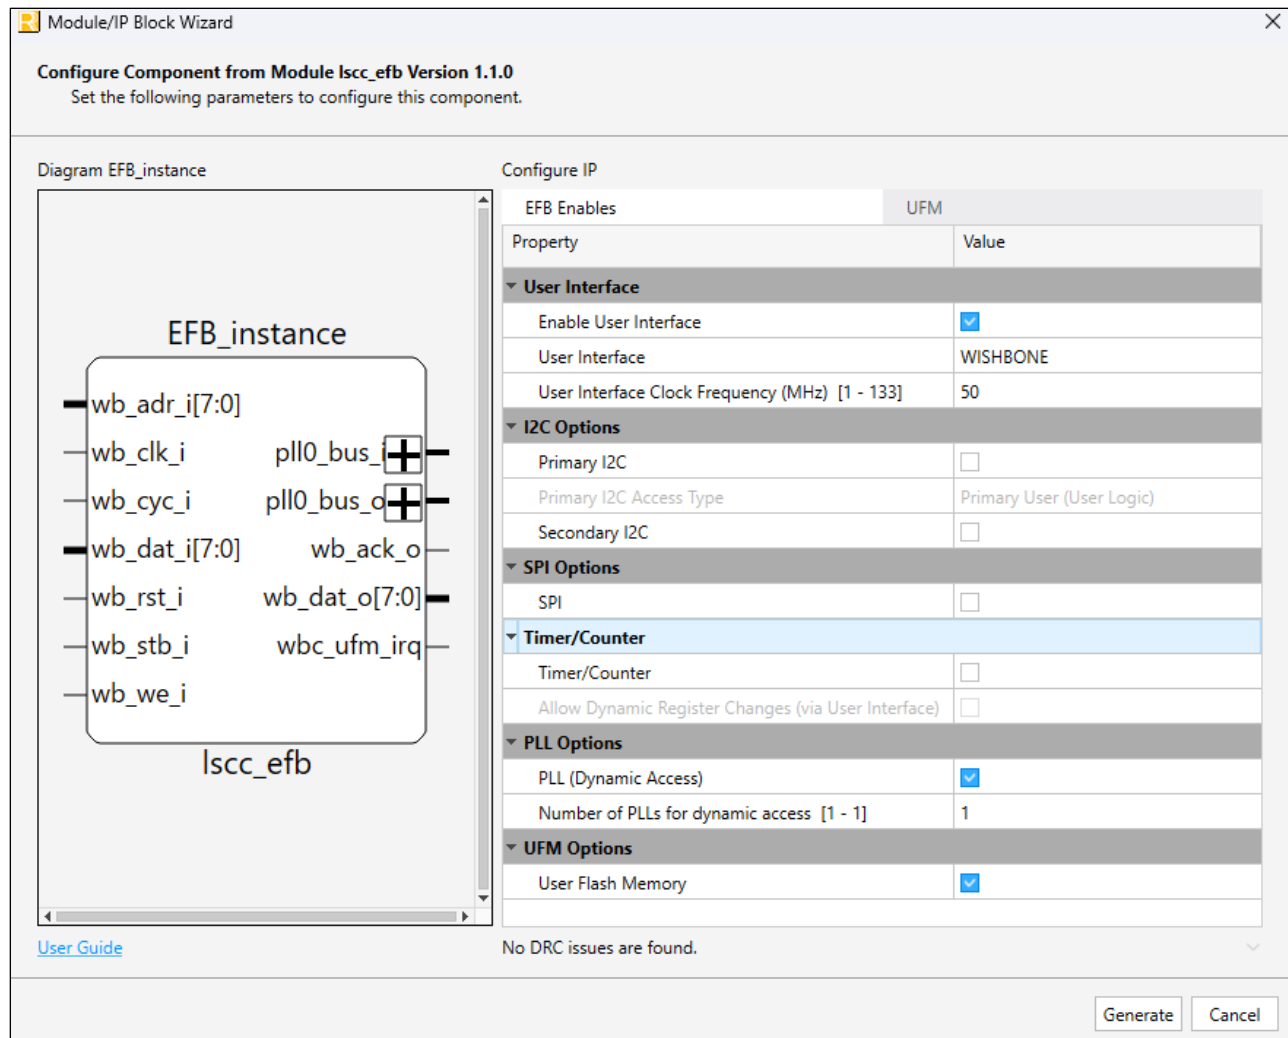 Module/IP Block Wizard
Configure Component from Module lscc_efb Version 1.1.0
Set the following parameters to configure this component.
Diagram EFB_instance
EFB_instance
wb_adr_i[7:0]
wb_clk_i pll0_bus_i
wb_cyc_i pll0_bus_o
wb_dat_i[7:0] wb_ack_o
wb_rst_i wb_dat_o[7:0]
wb_stb_i wbc_ufm_irq
wb_we_i
lscc_efb
User Guide
Configure IP
EFB Enables UFM
Property Value
User Interface
Enable User Interface
User Interface WISHBONE
User Interface Clock Frequency (MHz) [1 - 133] 50
I2C Options
Primary I2C
Primary I2C Access Type Primary User (User Logic)
Secondary I2C
SPI Options
SPI
Timer/Counter
Timer/Counter
Allow Dynamic Register Changes (via User Interface)
PLL Options
PLL (Dynamic Access)
Number of PLLs for dynamic access [1 - 1] 1
UFM Options
User Flash Memory
No DRC issues are found.
Generate Cancel